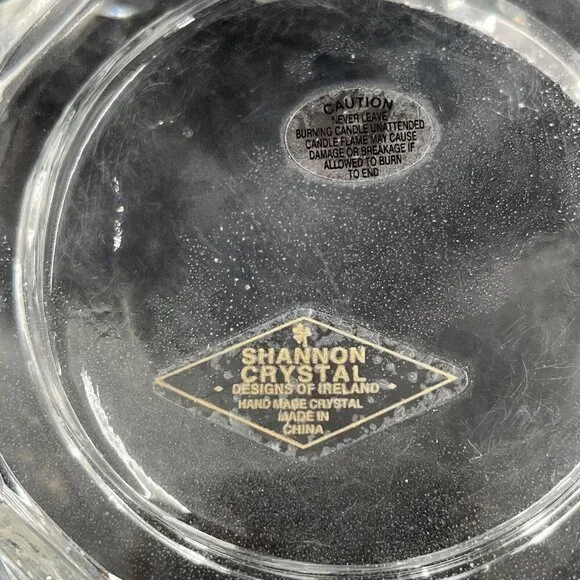 CAUTION
NEVER LEAVE
BURNING CANDLE UNATTENDED
CANDLE FLAME MAY CAUSE
DAMAGE OR BREAKAGE IF
ALLOWED TO BURN
TO END
SHANNON
CRYSTAL
DESIGNS OF IRELAND
HAND MADE CRYSTAL
MADE IN
CHINA